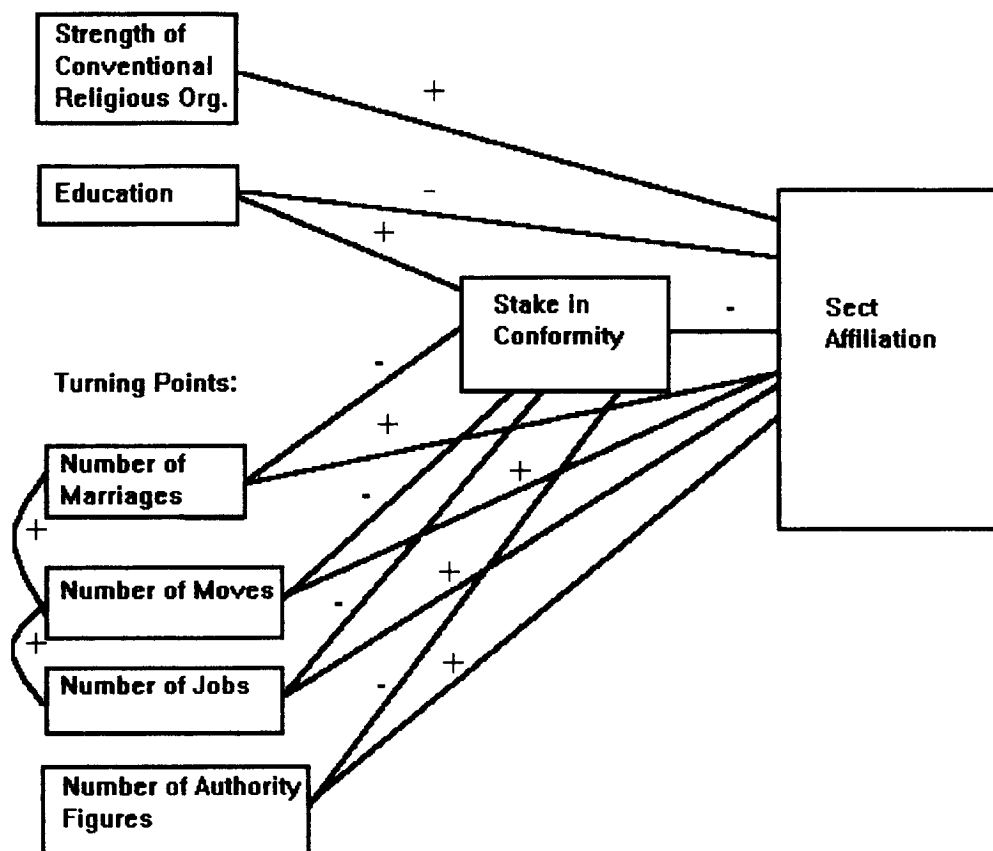 Strength of
Conventional
Religious Org.
+
Education
-
+
Stake in
Conformity
-
Sect
Affiliation
Turning Points:
-
+
Number of
Marriages
+
-
+
Number of Moves
+
-
+
Number of Jobs
-
+
Number of Authority
Figures